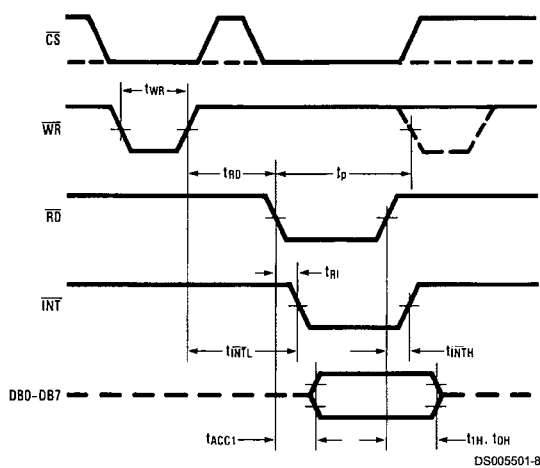 CS
tWR
WR
tRD
tp
RD
tRI
INT
tINTL
tINTH
DB0-DB7
tACC1
t1H, t0H
DS005501-8